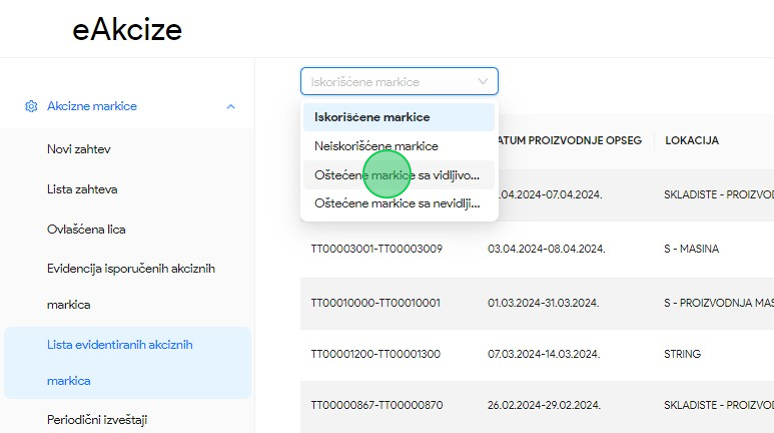 eAkcize
Iskorišćene markice
Akcizne markice
Iskorišćene markice
Novi zahtev
Neiskorišćene markice
ATUM PROIZVODNJE OPSEG
LOKACIJA
Oštećene markice sa vidljivo...
.04.2024-07.04.2024.
SKLADISTE - PROIZVOD
Lista zahteva
Oštećene markice sa nevidlji...
Ovlašćena lica
TT00003001-TT00003009
03.04.2024-08.04.2024.
S - MASINA
Evidencija isporučenih akciznih
markica
TT00010000-TT00010001
01.03.2024-31.03.2024.
S - PROIZVODNJA MAS
Lista evidentiranih akciznih
markica
TT00001200-TT00001300
07.03.2024-14.03.2024.
STRING
TT00000867-TT00000870
26.02.2024-29.02.2024.
SKLADISTE - PROIZVOD
Periodični izveštaji